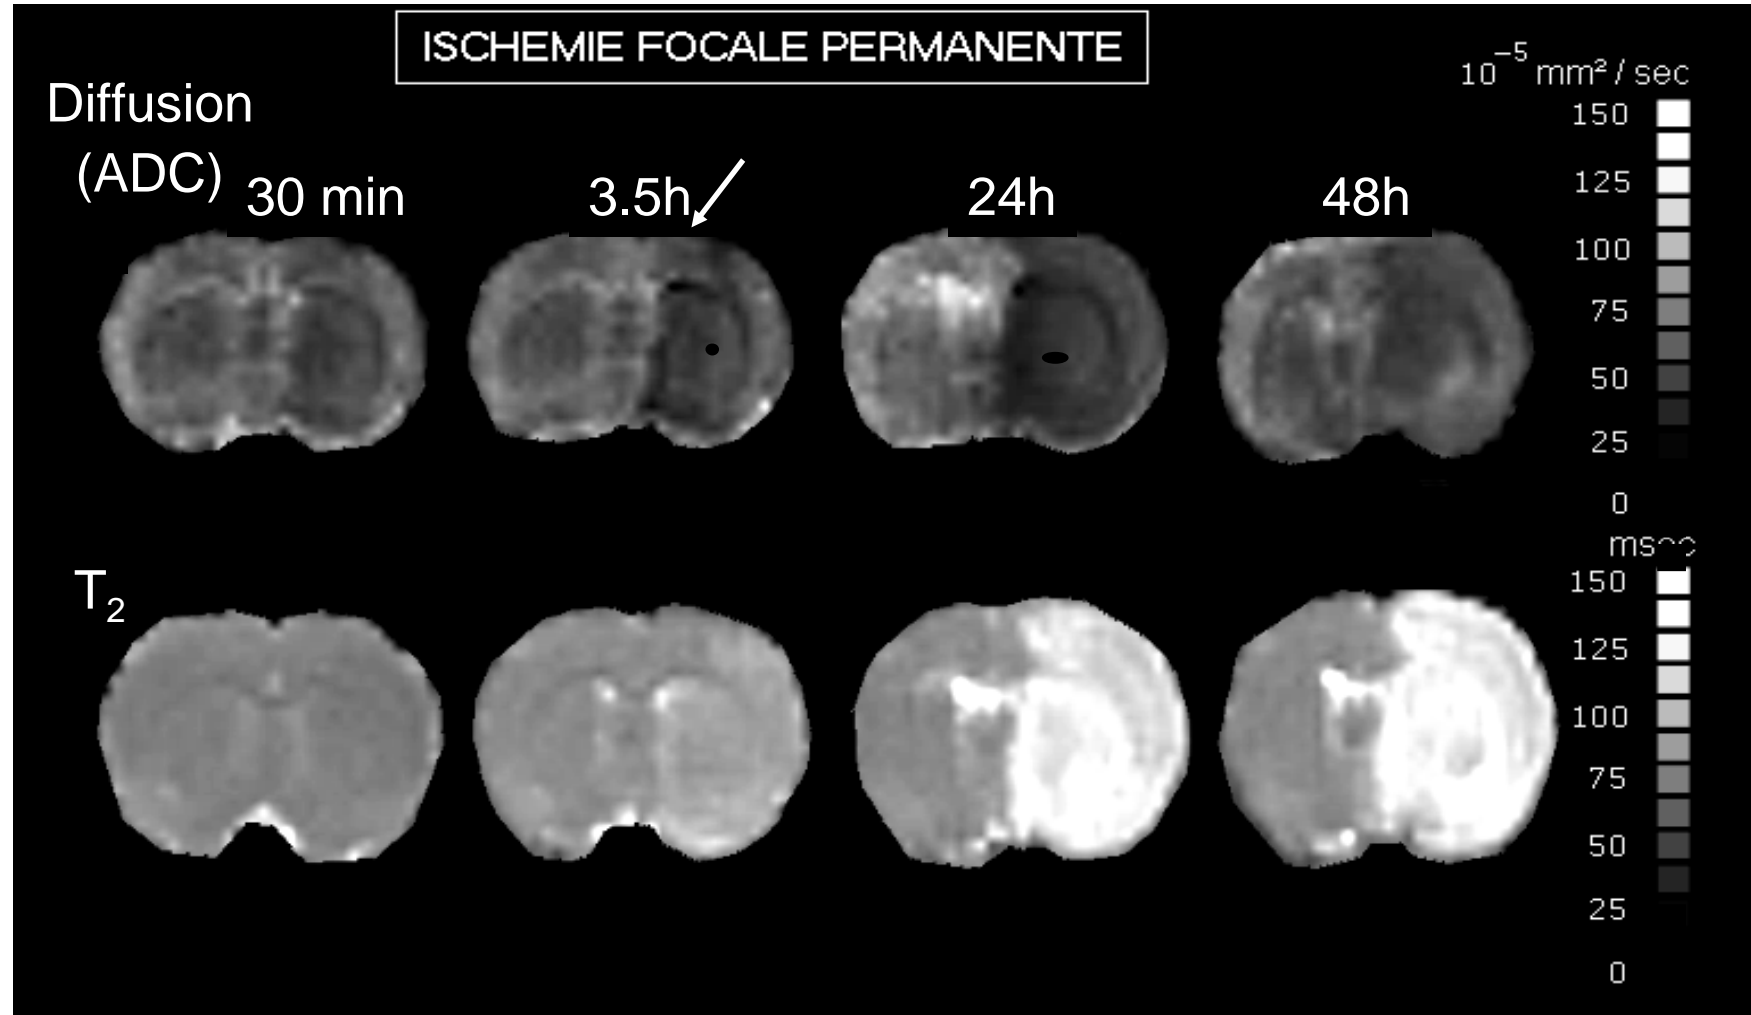 ISCHEMIE FOCALE PERMANENTE
10⁻⁵ mm² / sec
Diffusion
(ADC)
30 min
3.5h
24h
48h
150
125
100
75
50
25
0
T₂
150
125
100
75
50
25
0